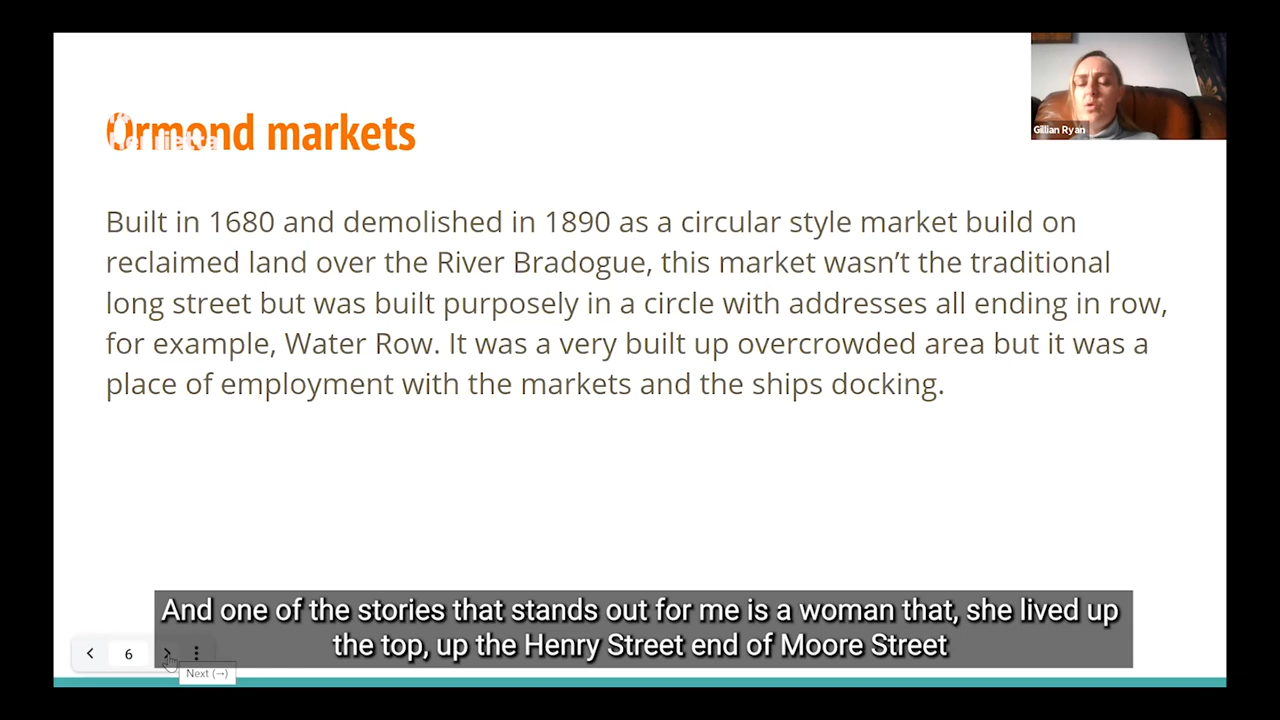 Ormond markets
Henrietta
Gillian Ryan
Built in 1680 and demolished in 1890 as a circular style market build on
reclaimed land over the River Bradogue, this market wasn't the traditional
long street but was built purposely in a circle with addresses all ending in row,
for example, Water Row. It was a very built up overcrowded area but it was a
place of employment with the markets and the ships docking.
And one of the stories that stands out for me is a woman that, she lived up
the top, up the Henry Street end of Moore Street
6
Next (→)